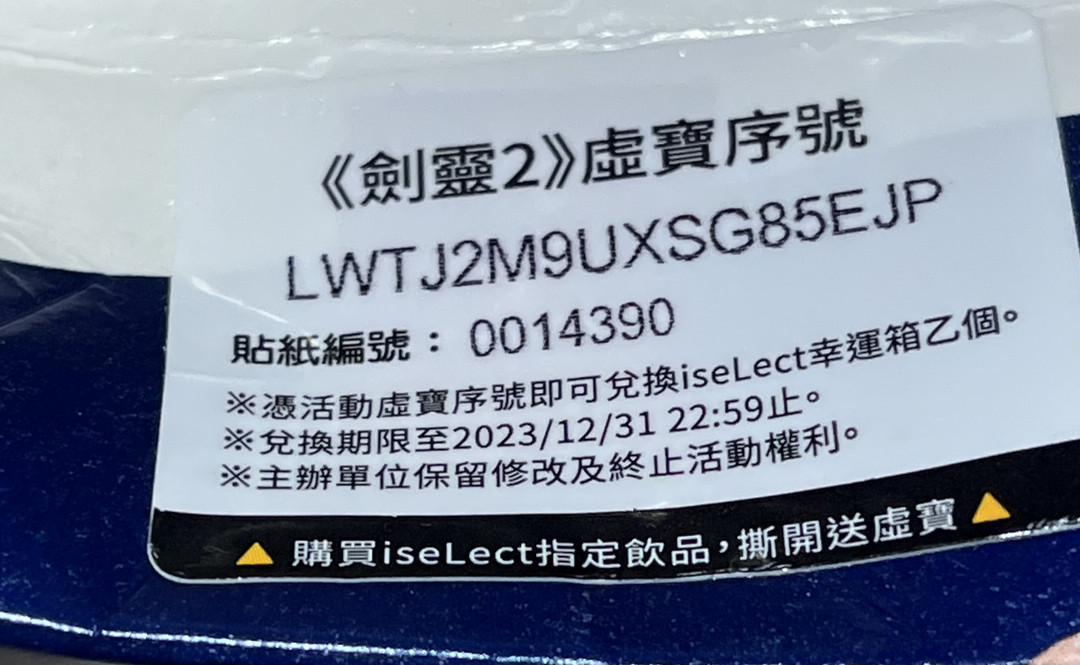 《劍靈2》虛寶序號
LWTJ2M9UXSG85EJP
貼紙編號：0014390
※憑活動虛寶序號即可兌換iseLect幸運箱乙個。
※兌換期限至2023/12/31 22:59止。
※主辦單位保留修改及終止活動權利。
▲購買iseLect指定飲品，撕開送虛寶▲